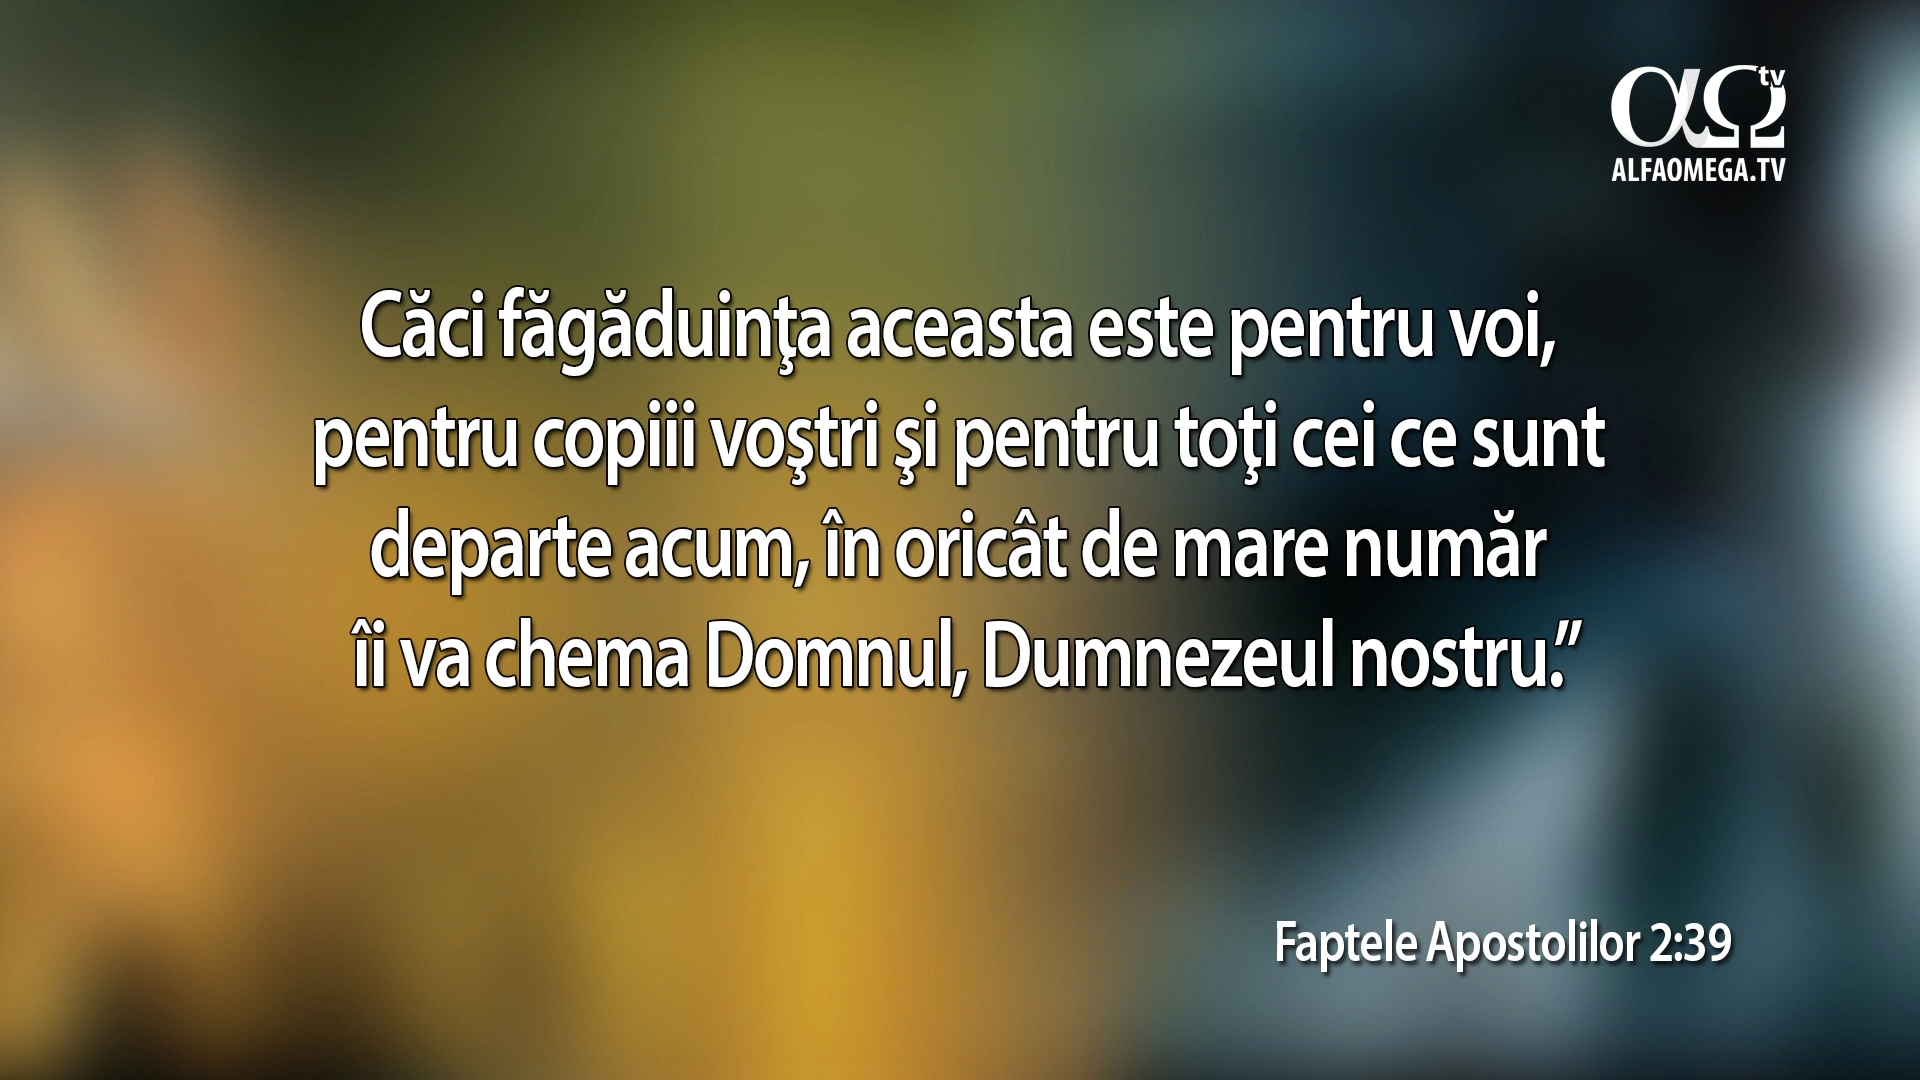 αΩ tv
ALFAOMEGA.TV
Căci făgăduinţa aceasta este pentru voi,
pentru copiii voştri şi pentru toţi cei ce sunt
departe acum, în oricât de mare număr
îi va chema Domnul, Dumnezeul nostru.”
Faptele Apostolilor 2:39